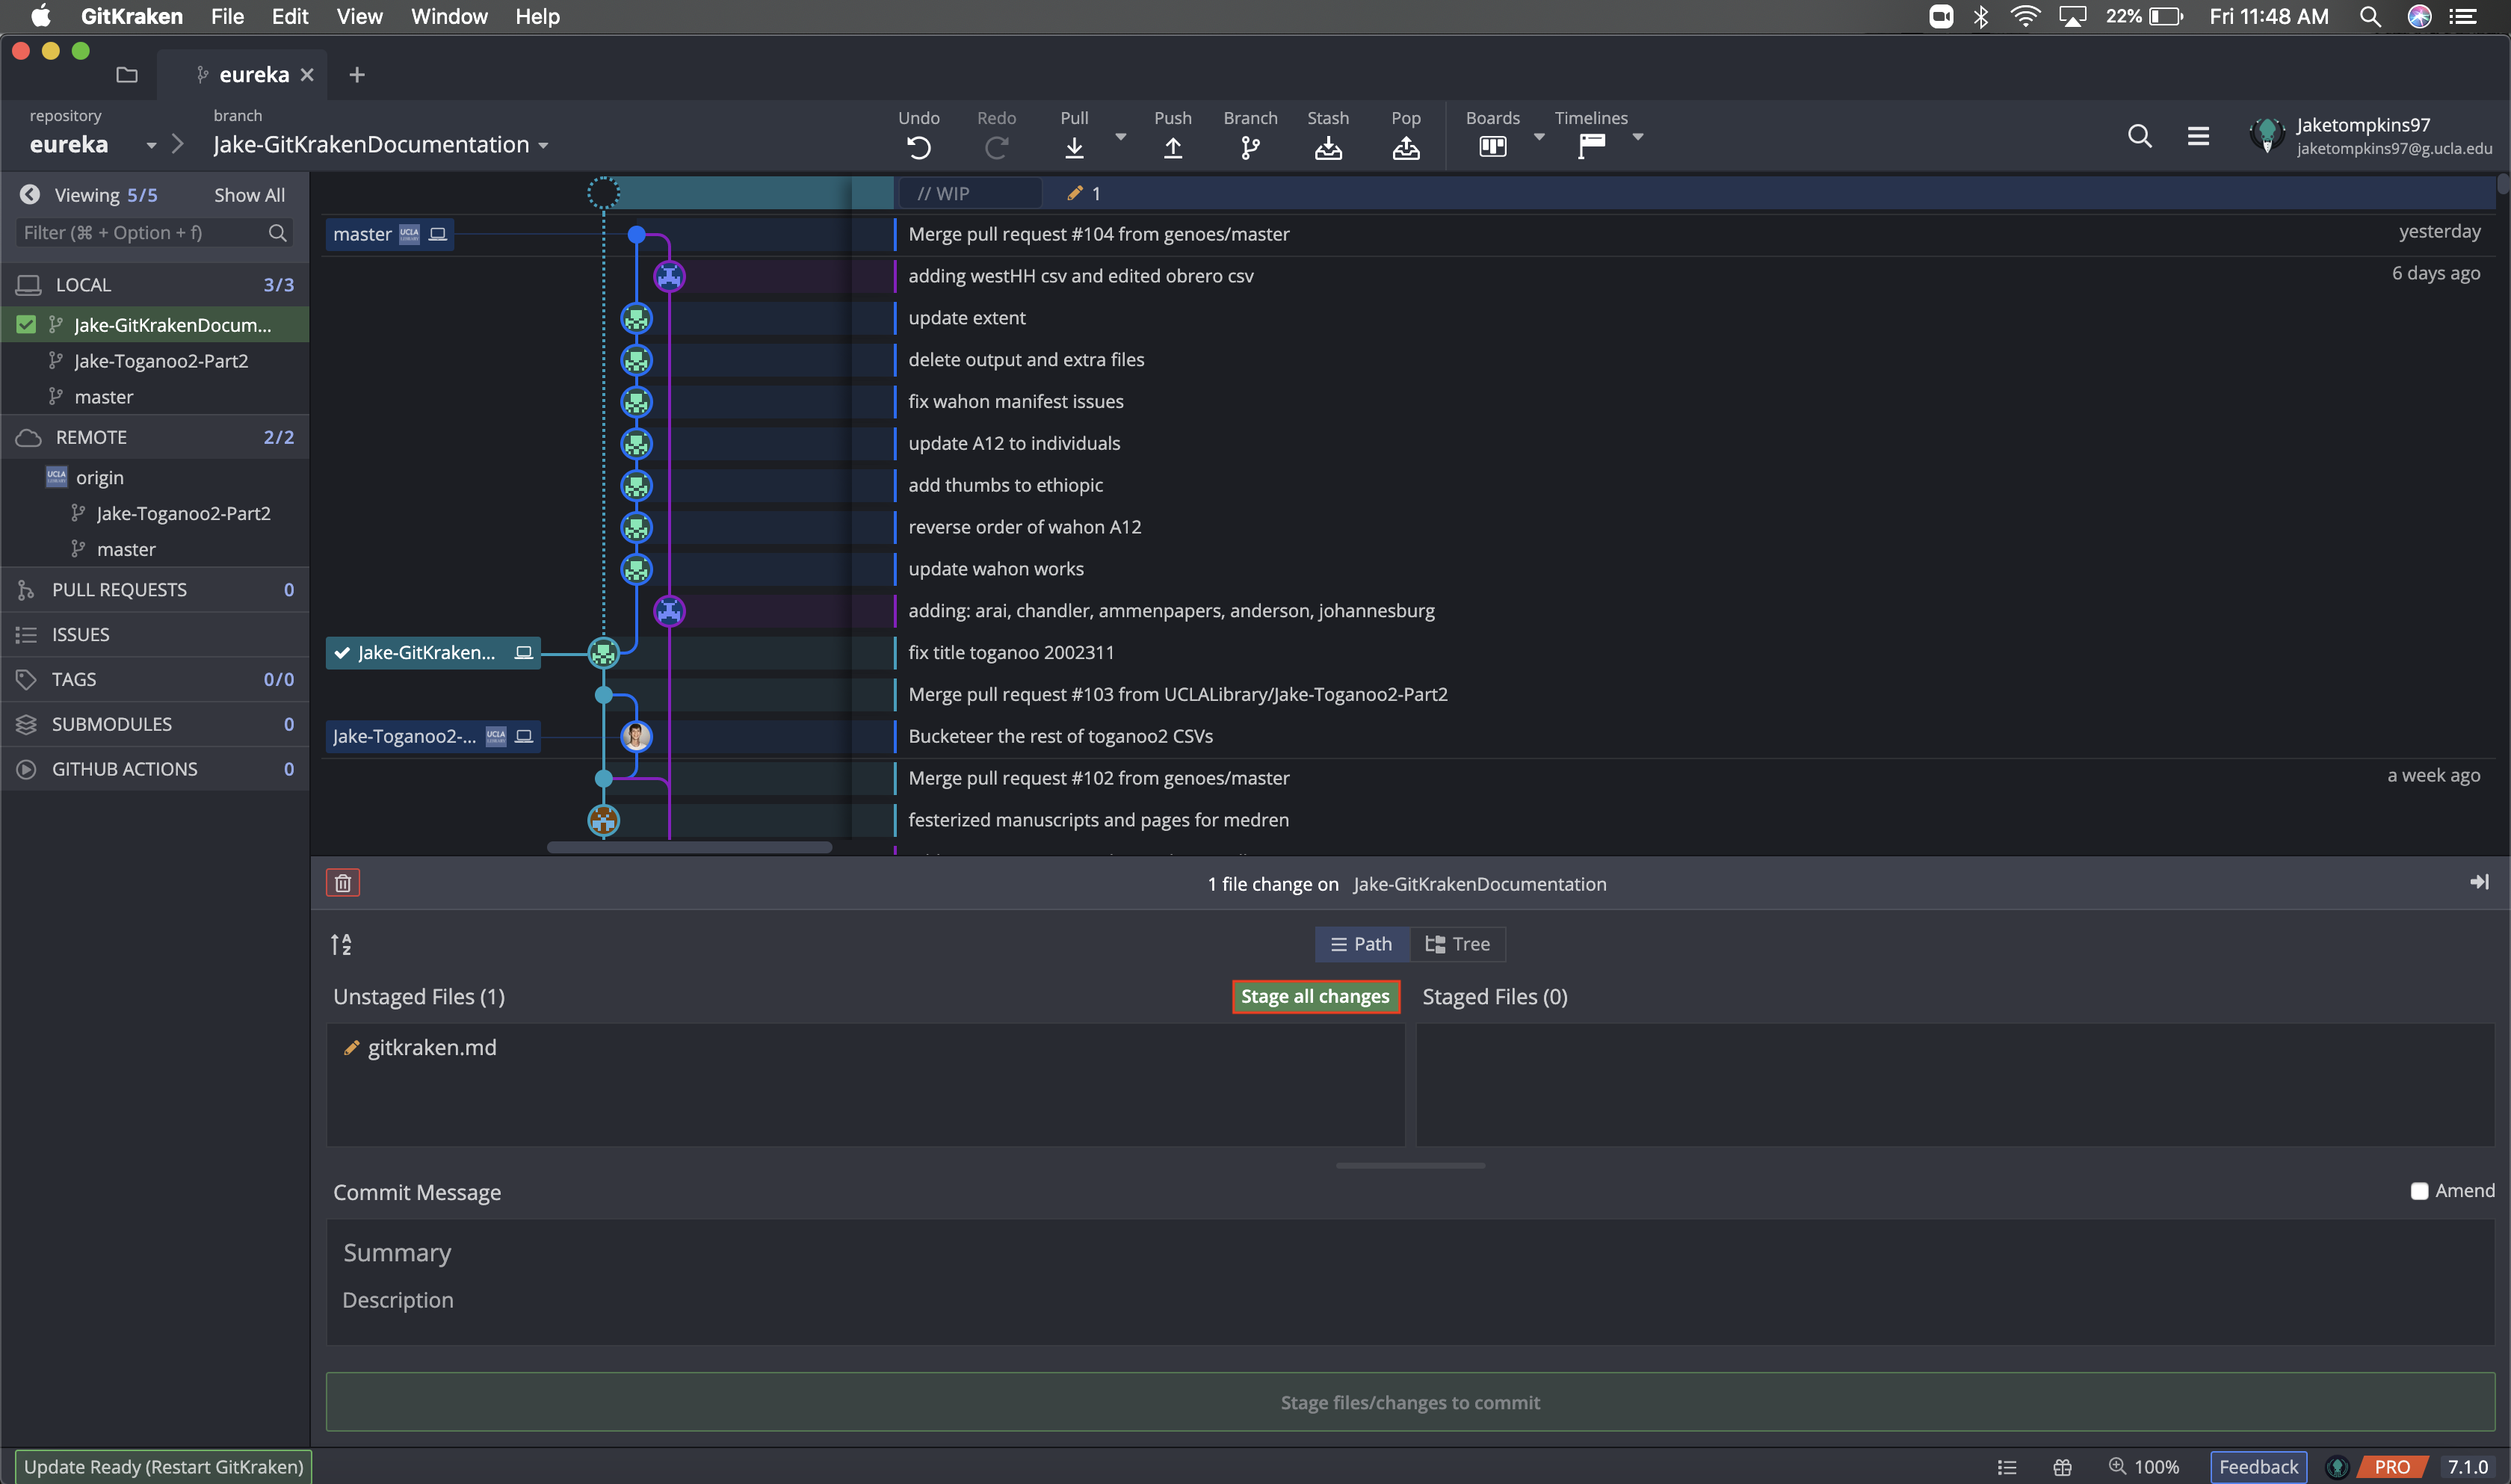 GitKraken File Edit View Window Help 22% Fri 11:48 AM
eureka
repository branch Undo Redo Pull Push Branch Stash Pop Boards Timelines Jaketompkins97
eureka Jake-GitKrakenDocumentation jaketompkins97@g.ucla.edu
Viewing 5/5 Show All // WIP 1
Filter (⌘ + Option + f)
master UCLA LIBRARY Merge pull request #104 from genoes/master yesterday
adding westHH csv and edited obrero csv 6 days ago
LOCAL 3/3
Jake-GitKrakenDocum... update extent
Jake-Toganoo2-Part2 delete output and extra files
master fix wahon manifest issues
REMOTE 2/2 update A12 to individuals
UCLA LIBRARY origin add thumbs to ethiopic
Jake-Toganoo2-Part2 reverse order of wahon A12
master update wahon works
PULL REQUESTS 0 adding: arai, chandler, ammenpapers, anderson, johannesburg
ISSUES
Jake-GitKraken... fix title toganoo 2002311
TAGS 0/0 Merge pull request #103 from UCLALibrary/Jake-Toganoo2-Part2
SUBMODULES 0 Jake-Toganoo2-... UCLA LIBRARY Bucketeer the rest of toganoo2 CSVs
GITHUB ACTIONS 0 Merge pull request #102 from genoes/master a week ago
festerized manuscripts and pages for medren
1 file change on Jake-GitKrakenDocumentation
A Z Path Tree
Unstaged Files (1) Stage all changes Staged Files (0)
gitkraken.md
Commit Message Amend
Summary
Description
Stage files/changes to commit
Update Ready (Restart GitKraken) 100% Feedback PRO 7.1.0